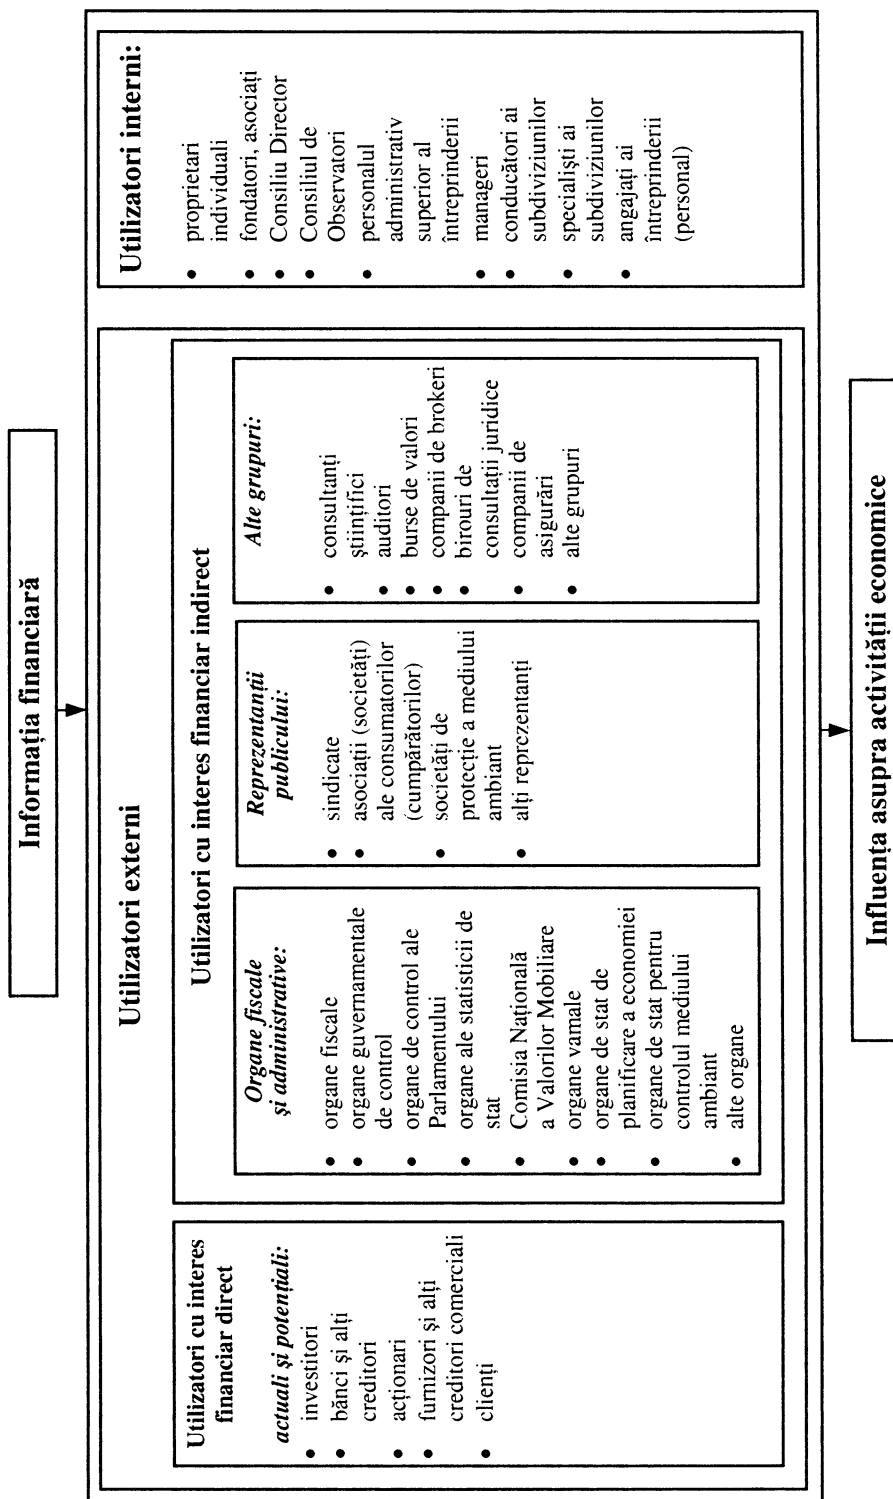 Informația financiară
Utilizatori externi
Utilizatori cu interes
financiar direct
actuali și potențiali:
• investitori
• bănci și alți
creditori
• acționari
• furnizori și alți
creditori comerciali
• clienți
Utilizatori cu interes financiar indirect
Organe fiscale
și administrative:
• organe fiscale
• organe guvernamentale
de control
• organe de control ale
Parlamentului
• organe ale statisticii de
stat
• Comisia Națională
a Valorilor Mobiliare
• organe vamale
• organe de stat de
planificare a economiei
• organe de stat pentru
controlul mediului
ambiant
• alte organe
Reprezentanții
publicului:
• sindicate
• asociații (societăți)
ale consumatorilor
(cumpărătorilor)
• societăți de
protecție a mediului
ambiant
• alți reprezentanți
Alte grupuri:
• consultanți
științifici
• auditori
• burse de valori
• companii de brokeri
• birouri de
consultații juridice
• companii de
asigurări
• alte grupuri
Utilizatori interni:
• proprietari
individuali
• fondatori, asociați
• Consiliu Director
• Consiliul de
Observatori
• personalul
administrativ
superior al
întreprinderii
• manageri
• conducători ai
subdiviziunilor
• specialiști ai
subdiviziunilor
• angajați ai
întreprinderii
(personal)
Influența asupra activității economice